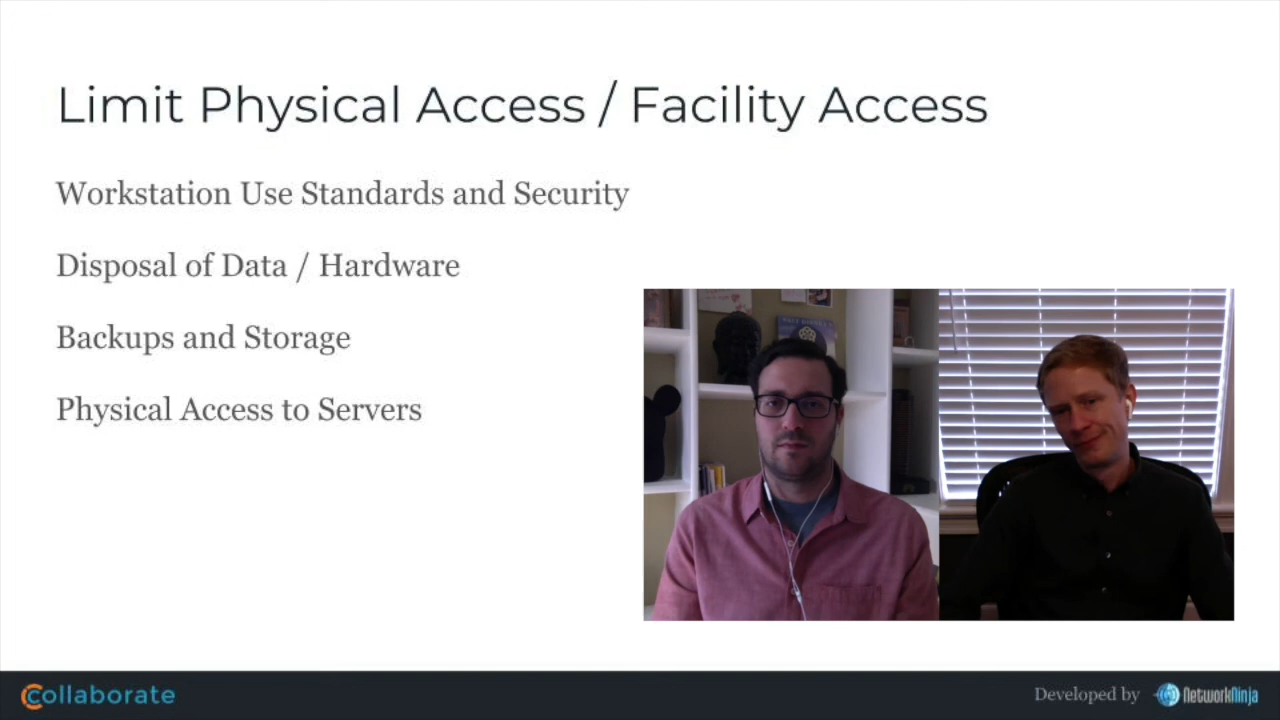 Limit Physical Access / Facility Access
Workstation Use Standards and Security
Disposal of Data / Hardware
Backups and Storage
Physical Access to Servers
Collaborate
Developed by NetworkNinja